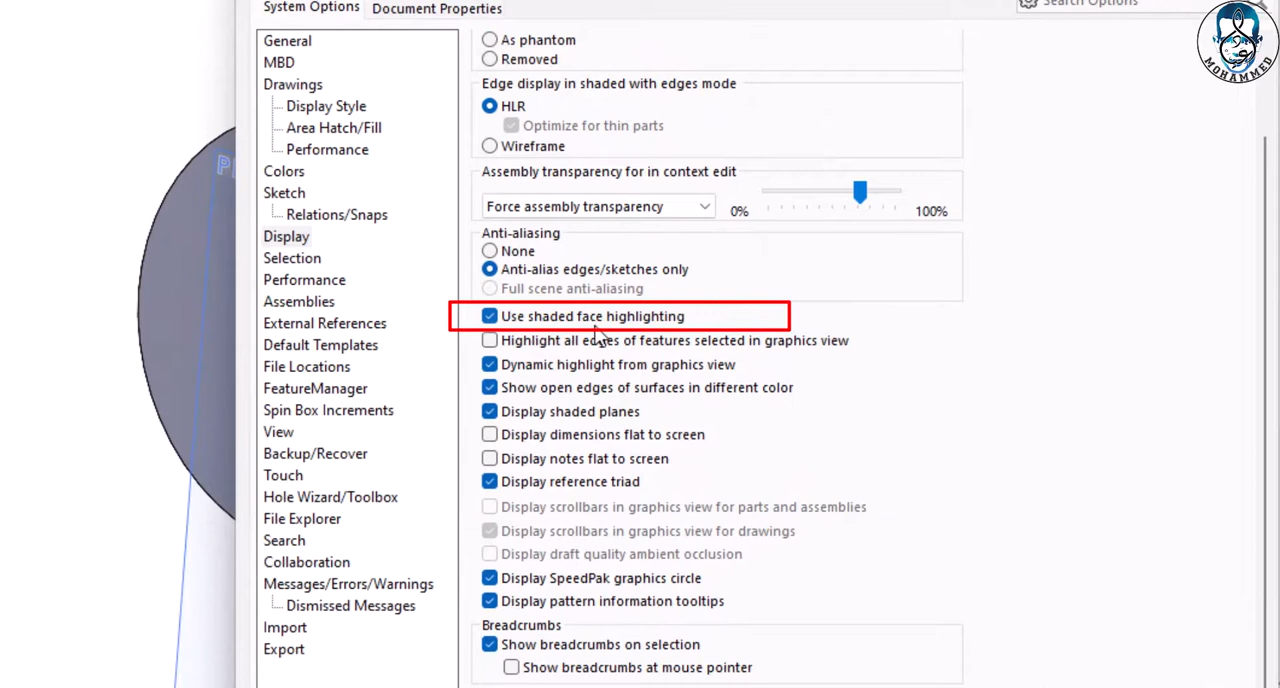 System Options
Document Properties
Search Options
General
MBD
Drawings
Display Style
Area Hatch/Fill
Performance
Colors
Sketch
Relations/Snaps
Display
Selection
Performance
Assemblies
External References
Default Templates
File Locations
FeatureManager
Spin Box Increments
View
Backup/Recover
Touch
Hole Wizard/Toolbox
File Explorer
Search
Collaboration
Messages/Errors/Warnings
Dismissed Messages
Import
Export
As phantom
Removed
Edge display in shaded with edges mode
HLR
Optimize for thin parts
Wireframe
Assembly transparency for in context edit
Force assembly transparency
0%
100%
Anti-aliasing
None
Anti-alias edges/sketches only
Full scene anti-aliasing
Use shaded face highlighting
Highlight all edges of features selected in graphics view
Dynamic highlight from graphics view
Show open edges of surfaces in different color
Display shaded planes
Display dimensions flat to screen
Display notes flat to screen
Display reference triad
Display scrollbars in graphics view for parts and assemblies
Display scrollbars in graphics view for drawings
Display draft quality ambient occlusion
Display SpeedPak graphics circle
Display pattern information tooltips
Breadcrumbs
Show breadcrumbs on selection
Show breadcrumbs at mouse pointer
MOHAMMED